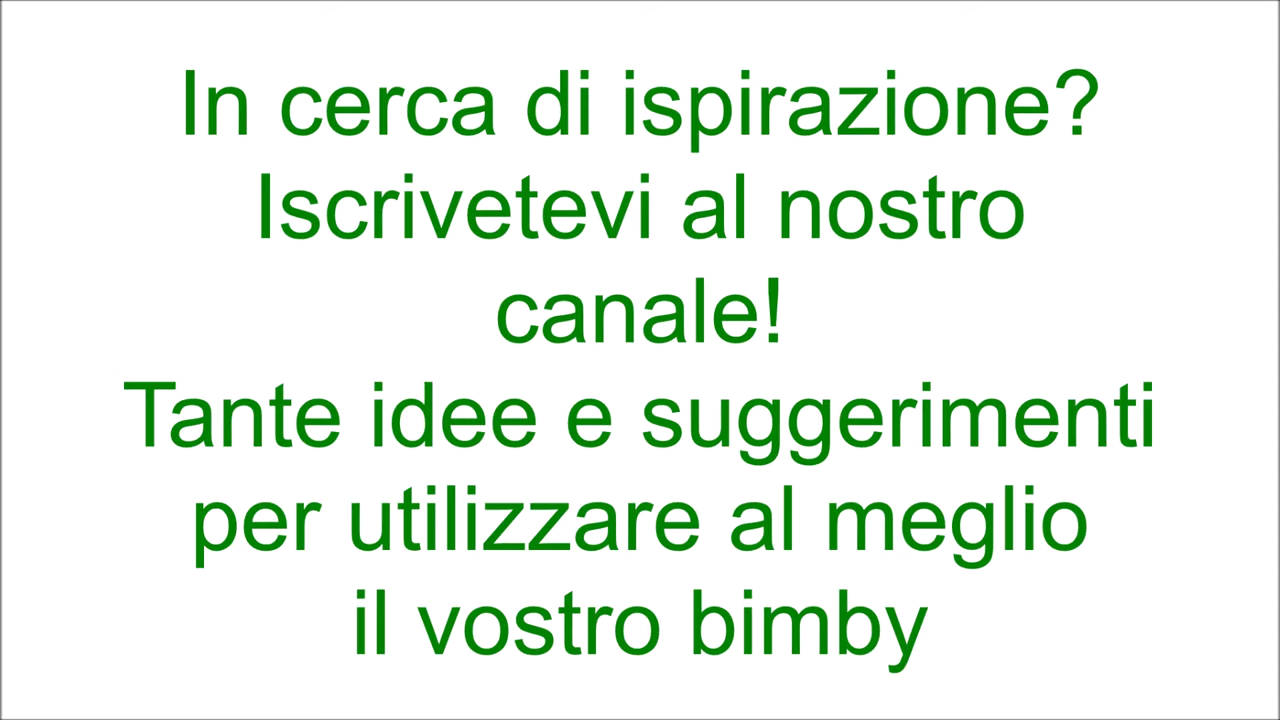 In cerca di ispirazione?
Iscrivetevi al nostro
canale!
Tante idee e suggerimenti
per utilizzare al meglio
il vostro bimby